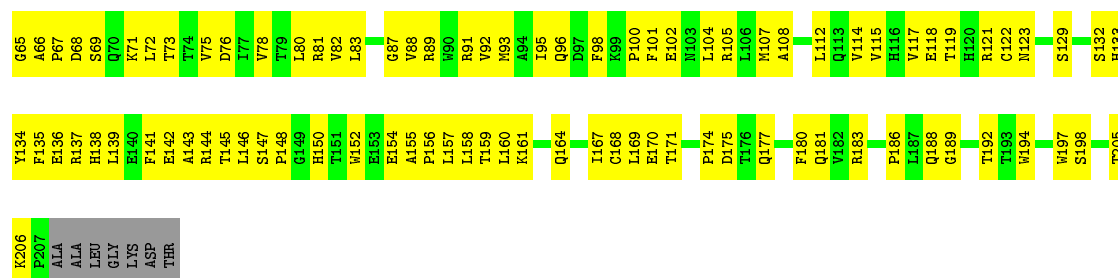 G65 A66 P67 D68 S69 Q70 K71 L72 T73 T74 V75 D76 I77 V78 T79 L80 R81 V82 L83 G87 V88 R89 W90 R91 V92 M93 A94 I95 Q96 D97 F98 K99 P100 F101 E102 N103 L104 R105 L106 M107 A108 L112 Q113 V114 V115 H116 V117 E118 T119 H120 R121 C122 N123 S129 S132 H133
Y134 F135 E136 R137 H138 L139 E140 F141 E142 A143 R144 T145 L146 S147 P148 G149 H150 T151 W152 E153 E154 A155 P156 L157 L158 T159 L160 K161 Q164 I167 C168 L169 E170 T171 P174 D175 T176 Q177 F180 Q181 V182 R183 P186 L187 Q188 G189 T192 T193 W194 W197 S198 T205
K206 P207 ALA ALA LEU GLY LYS ASP THR